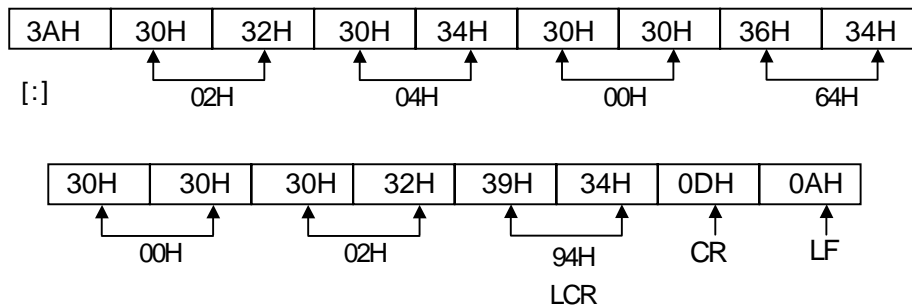 3AH 30H 32H 30H 34H 30H 30H 36H 34H
[:] 02H 04H 00H 64H
30H 30H 30H 32H 39H 34H 0DH 0AH
00H 02H 94H CR LF
LCR